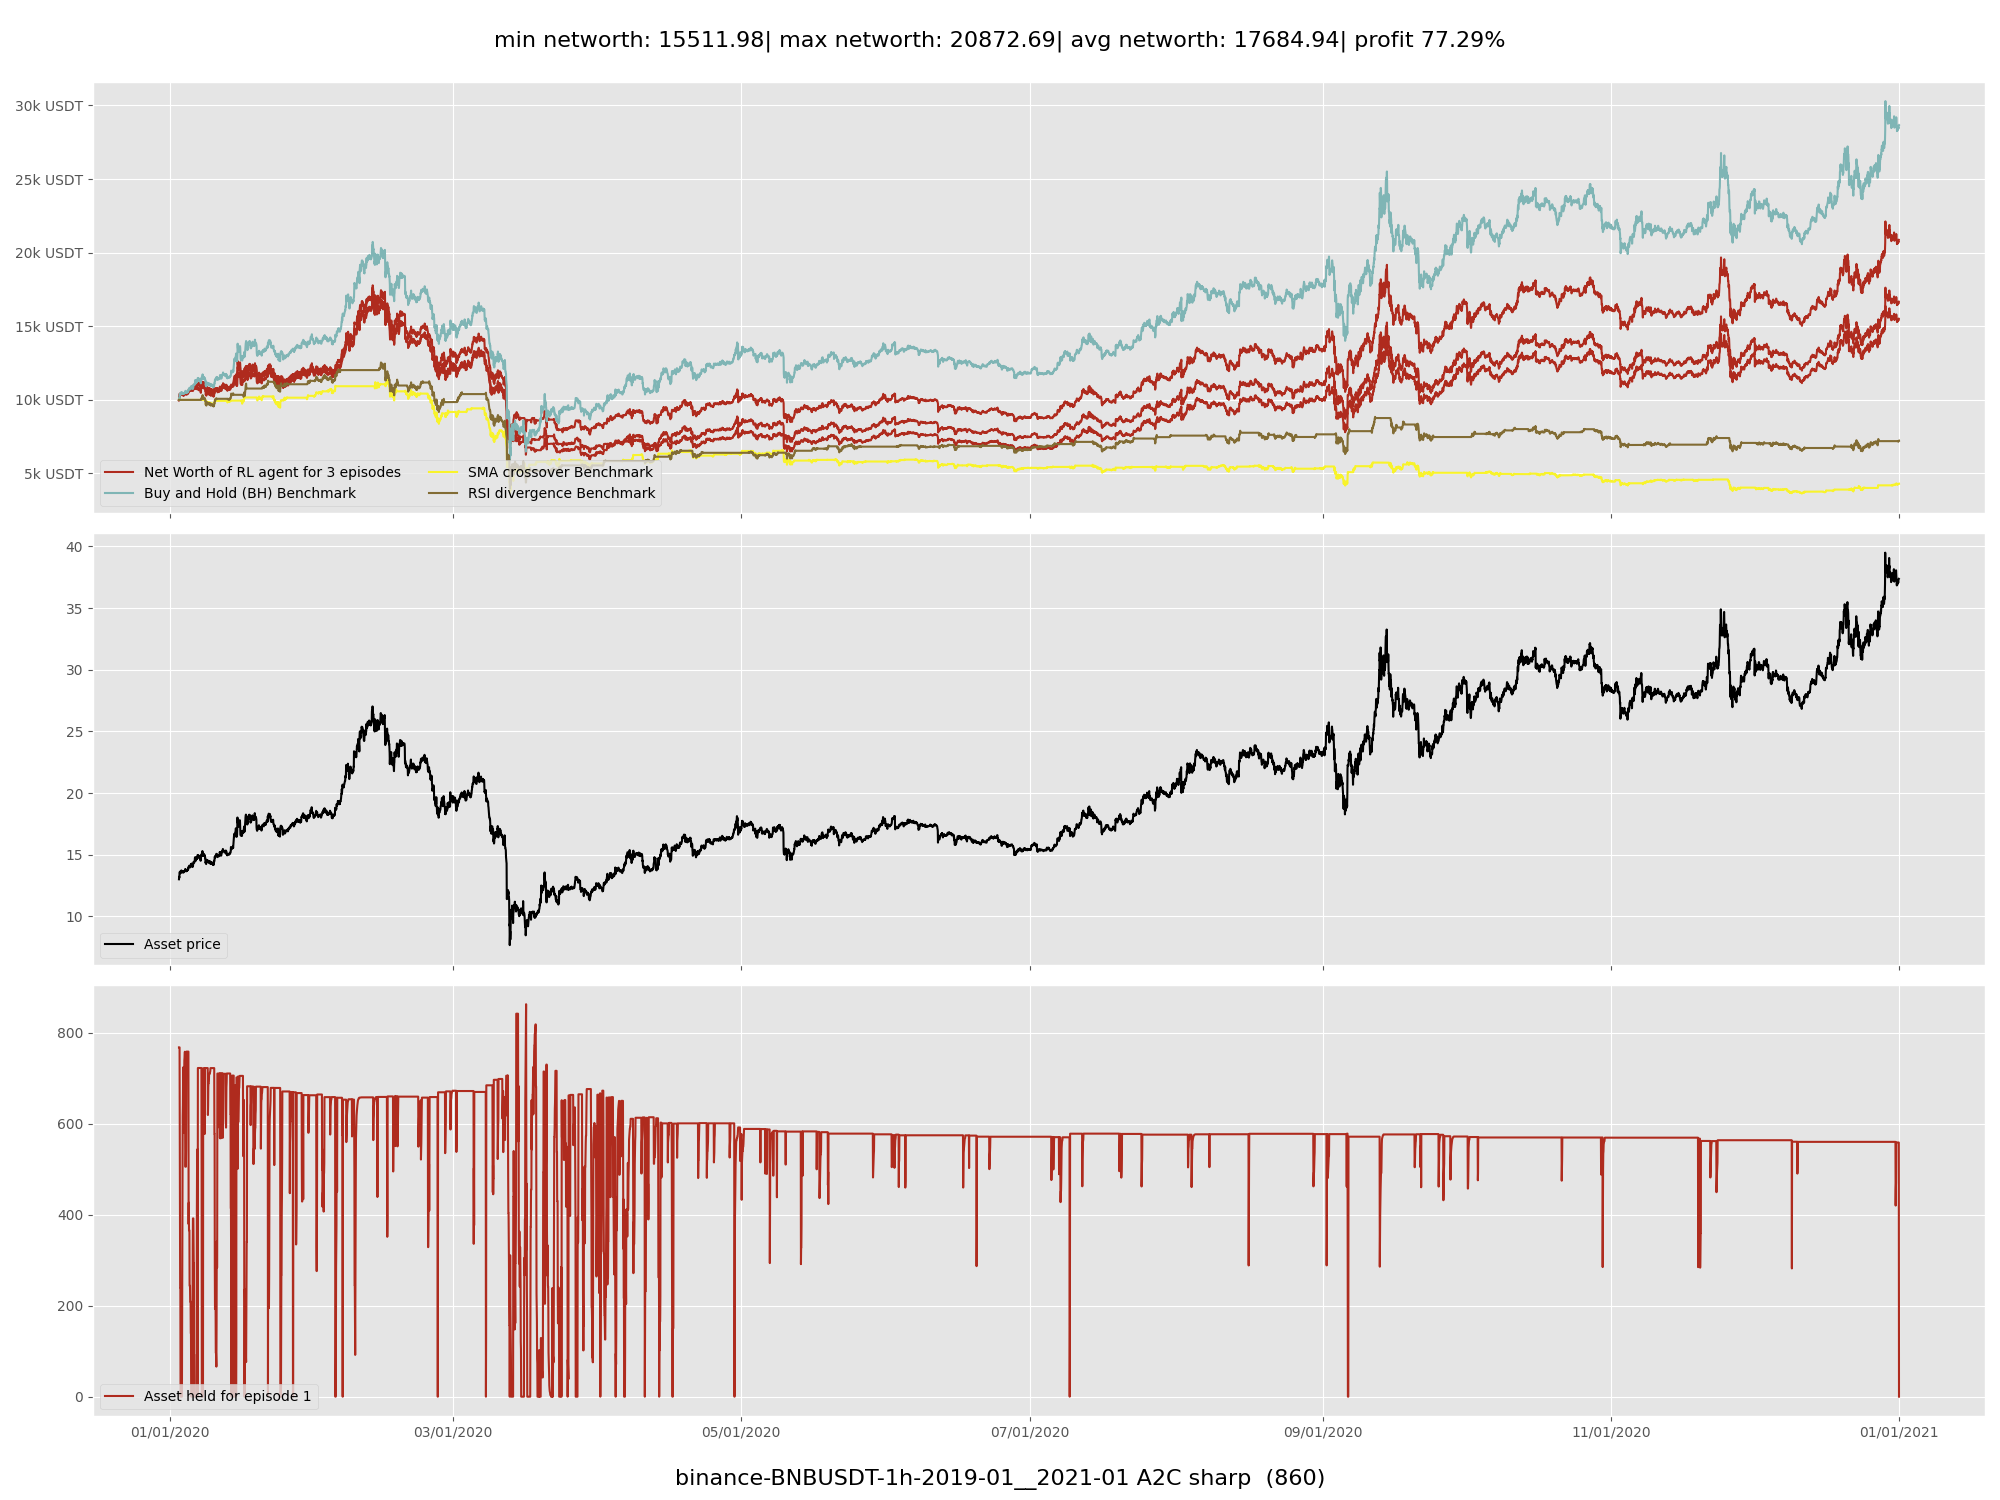 min networth: 15511.98| max networth: 20872.69| avg networth: 17684.94| profit 77.29%
30k USDT
25k USDT
20k USDT
15k USDT
10k USDT
5k USDT
Net Worth of RL agent for 3 episodes
Buy and Hold (BH) Benchmark
SMA crossover Benchmark
RSI divergence Benchmark
40
35
30
25
20
15
10
Asset price
800
600
400
200
0
Asset held for episode 1
01/01/2020
03/01/2020
05/01/2020
07/01/2020
09/01/2020
11/01/2020
01/01/2021
binance-BNBUSDT-1h-2019-01__2021-01 A2C sharp (860)